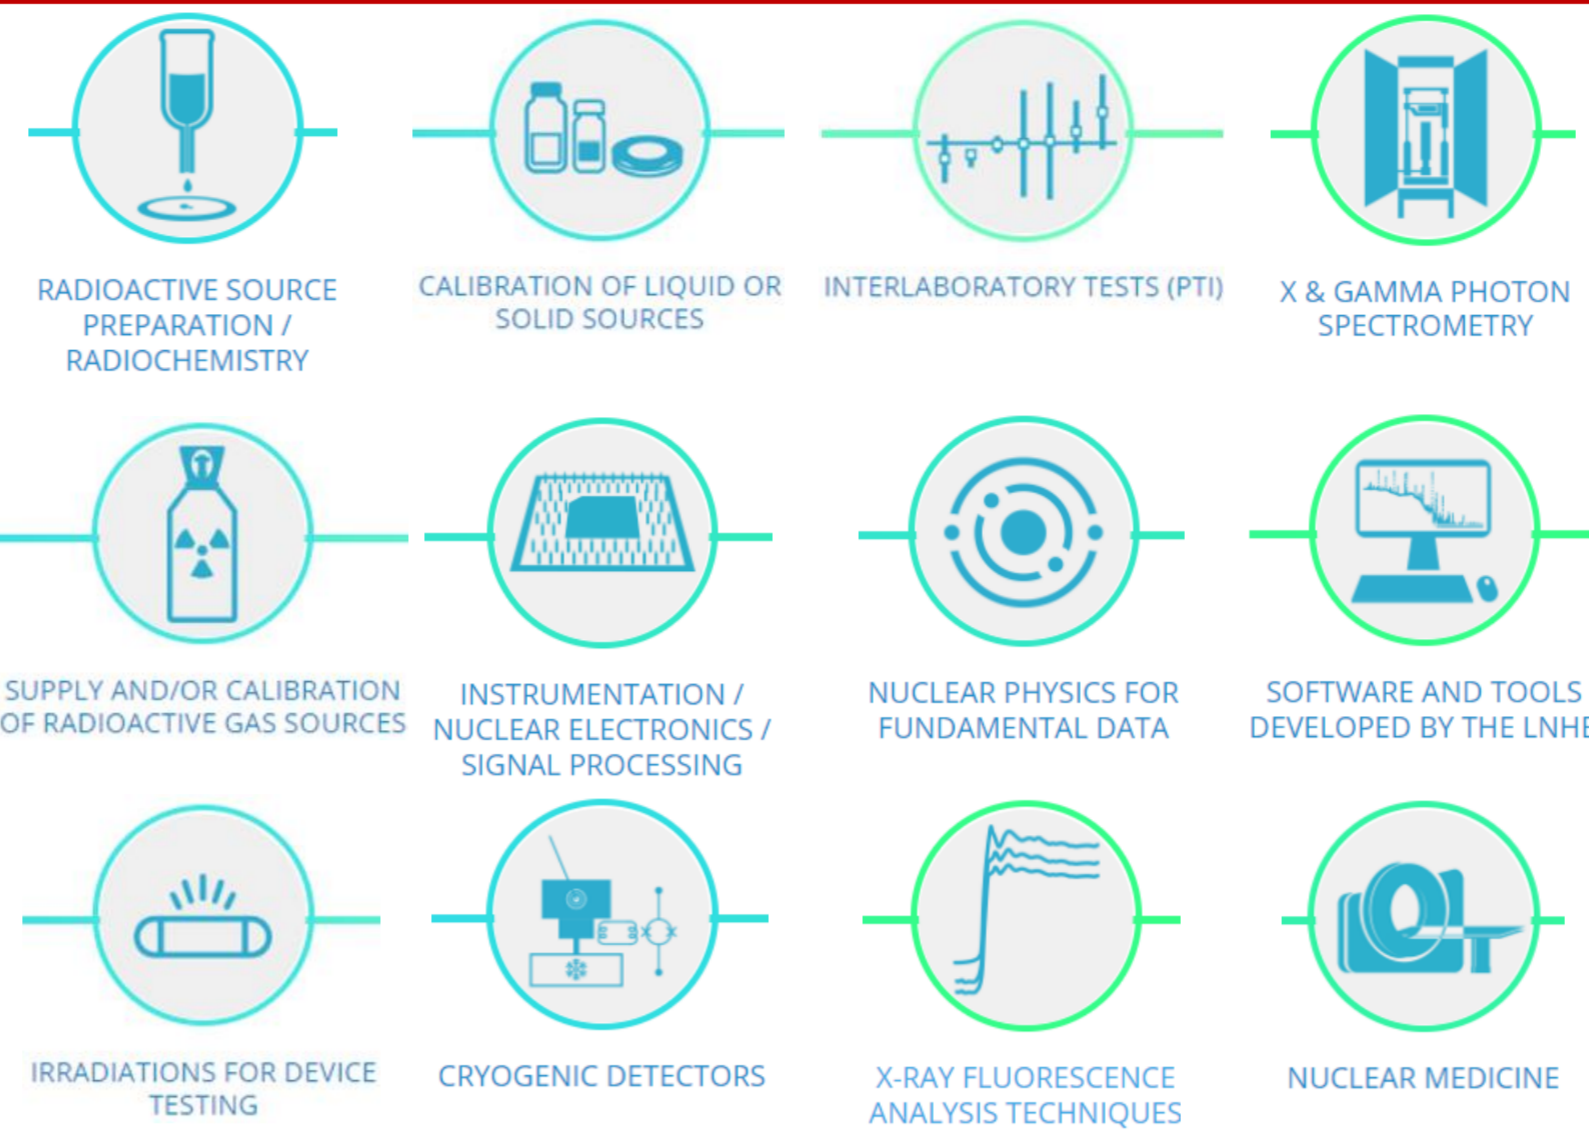 RADIOACTIVE SOURCE
PREPARATION /
RADIOCHEMISTRY
CALIBRATION OF LIQUID OR
SOLID SOURCES
INTERLABORATORY TESTS (PTI)
X & GAMMA PHOTON
SPECTROMETRY
SUPPLY AND/OR CALIBRATION
OF RADIOACTIVE GAS SOURCES
INSTRUMENTATION /
NUCLEAR ELECTRONICS /
SIGNAL PROCESSING
NUCLEAR PHYSICS FOR
FUNDAMENTAL DATA
SOFTWARE AND TOOLS
DEVELOPED BY THE LNHE
IRRADIATIONS FOR DEVICE
TESTING
CRYOGENIC DETECTORS
X-RAY FLUORESCENCE
ANALYSIS TECHNIQUES
NUCLEAR MEDICINE